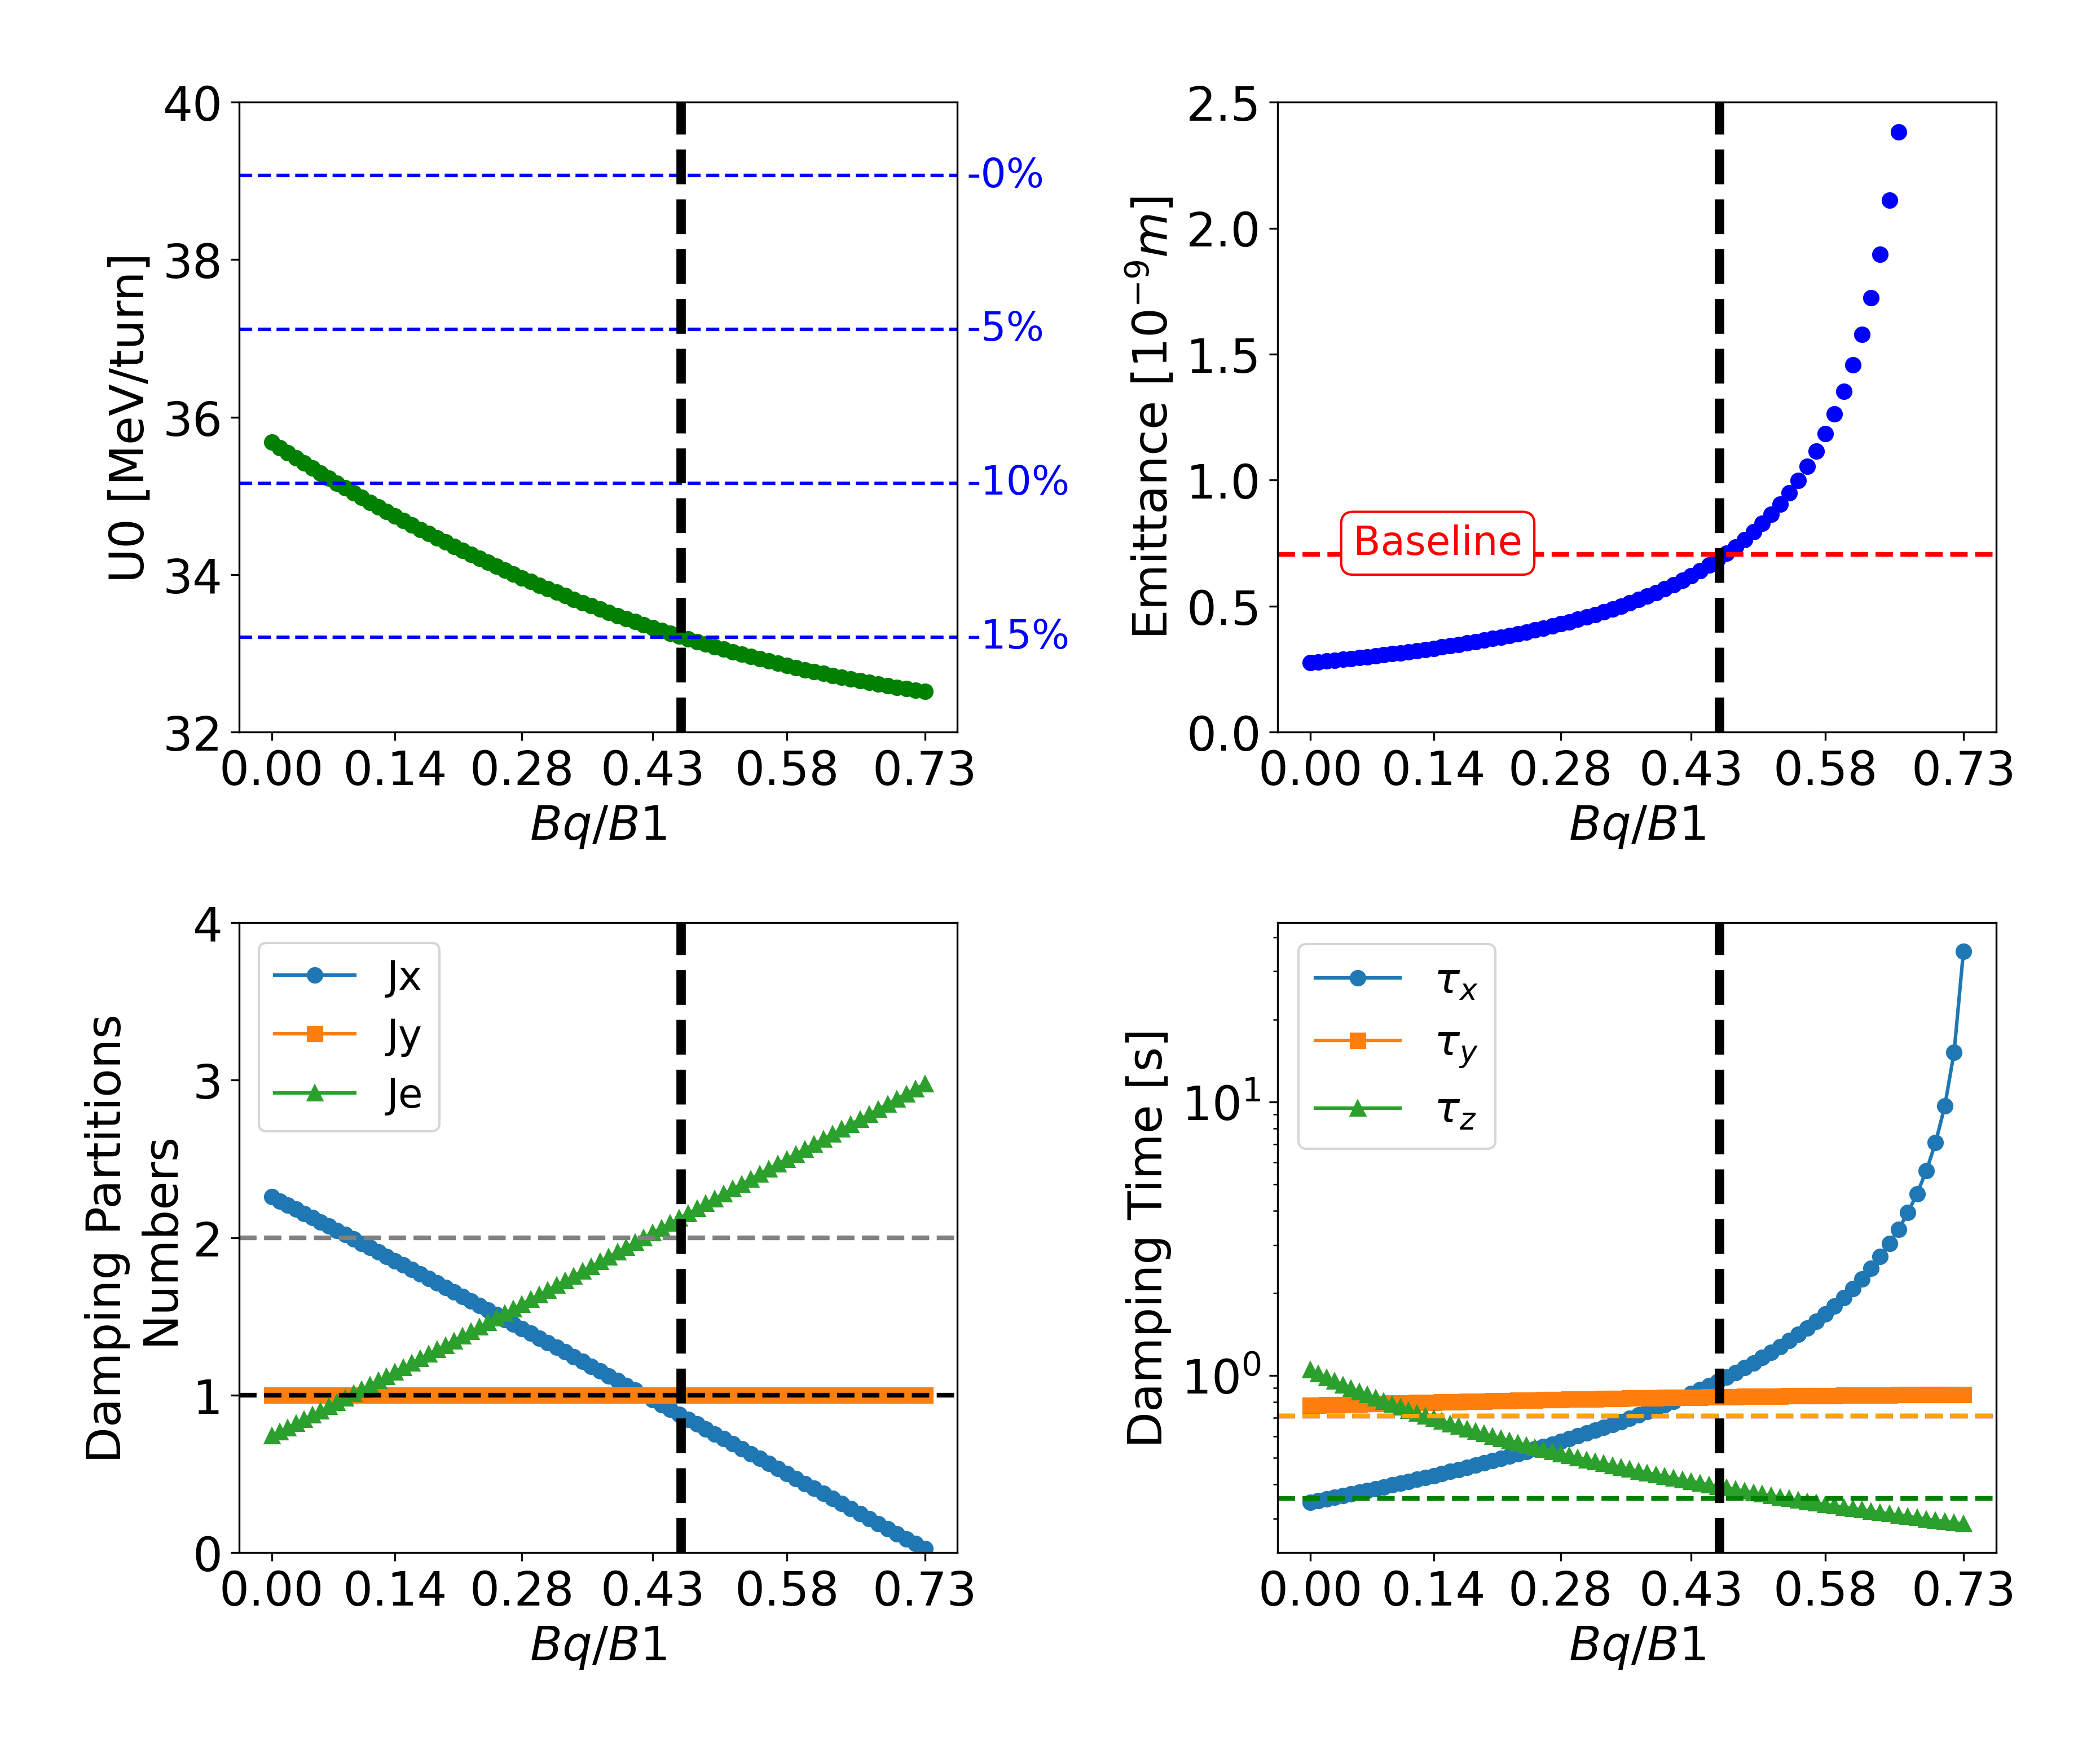 40
38
36
34
32
U0 [MeV/turn]
-0%
-5%
-10%
-15%
0.00 0.14 0.28 0.43 0.58 0.73
Bq/B1
2.5
2.0
1.5
1.0
0.5
0.0
Emittance [10⁻⁹m]
Baseline
0.00 0.14 0.28 0.43 0.58 0.73
Bq/B1
4
3
2
1
0
Damping Partitions
Numbers
Jx
Jy
Je
0.00 0.14 0.28 0.43 0.58 0.73
Bq/B1
10¹
10⁰
Damping Time [s]
τₓ
τ_y
τ_z
0.00 0.14 0.28 0.43 0.58 0.73
Bq/B1